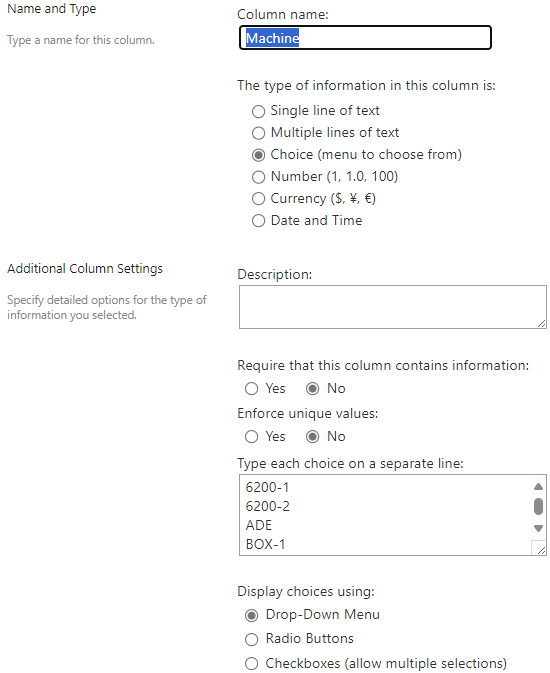 Name and Type
Type a name for this column.
Column name:
Machine
The type of information in this column is:
Single line of text
Multiple lines of text
Choice (menu to choose from)
Number (1, 1.0, 100)
Currency ($, ¥, €)
Date and Time
Additional Column Settings
Specify detailed options for the type of
information you selected.
Description:
Require that this column contains information:
Yes No
Enforce unique values:
Yes No
Type each choice on a separate line:
6200-1
6200-2
ADE
BOX-1
Display choices using:
Drop-Down Menu
Radio Buttons
Checkboxes (allow multiple selections)